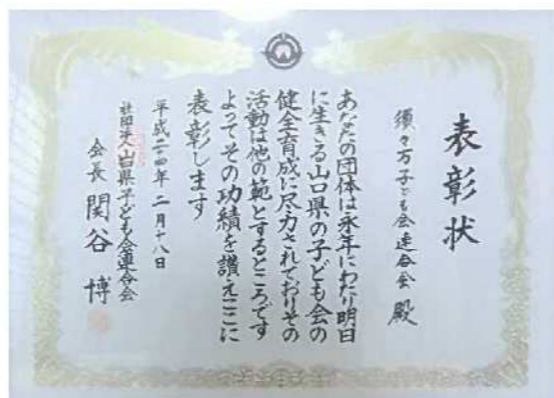 表彰状
須々万子ども会連合会 殿
あなたの団体は永年にわたり明日
に生きる山口県の子ども会の
健全育成に尽力されておりその
活動は他の範とするところです
よってその功績を讃えここに
表彰します
平成二十四年二月十八日
社団法人山口県子ども会連合会
会長 関谷 博